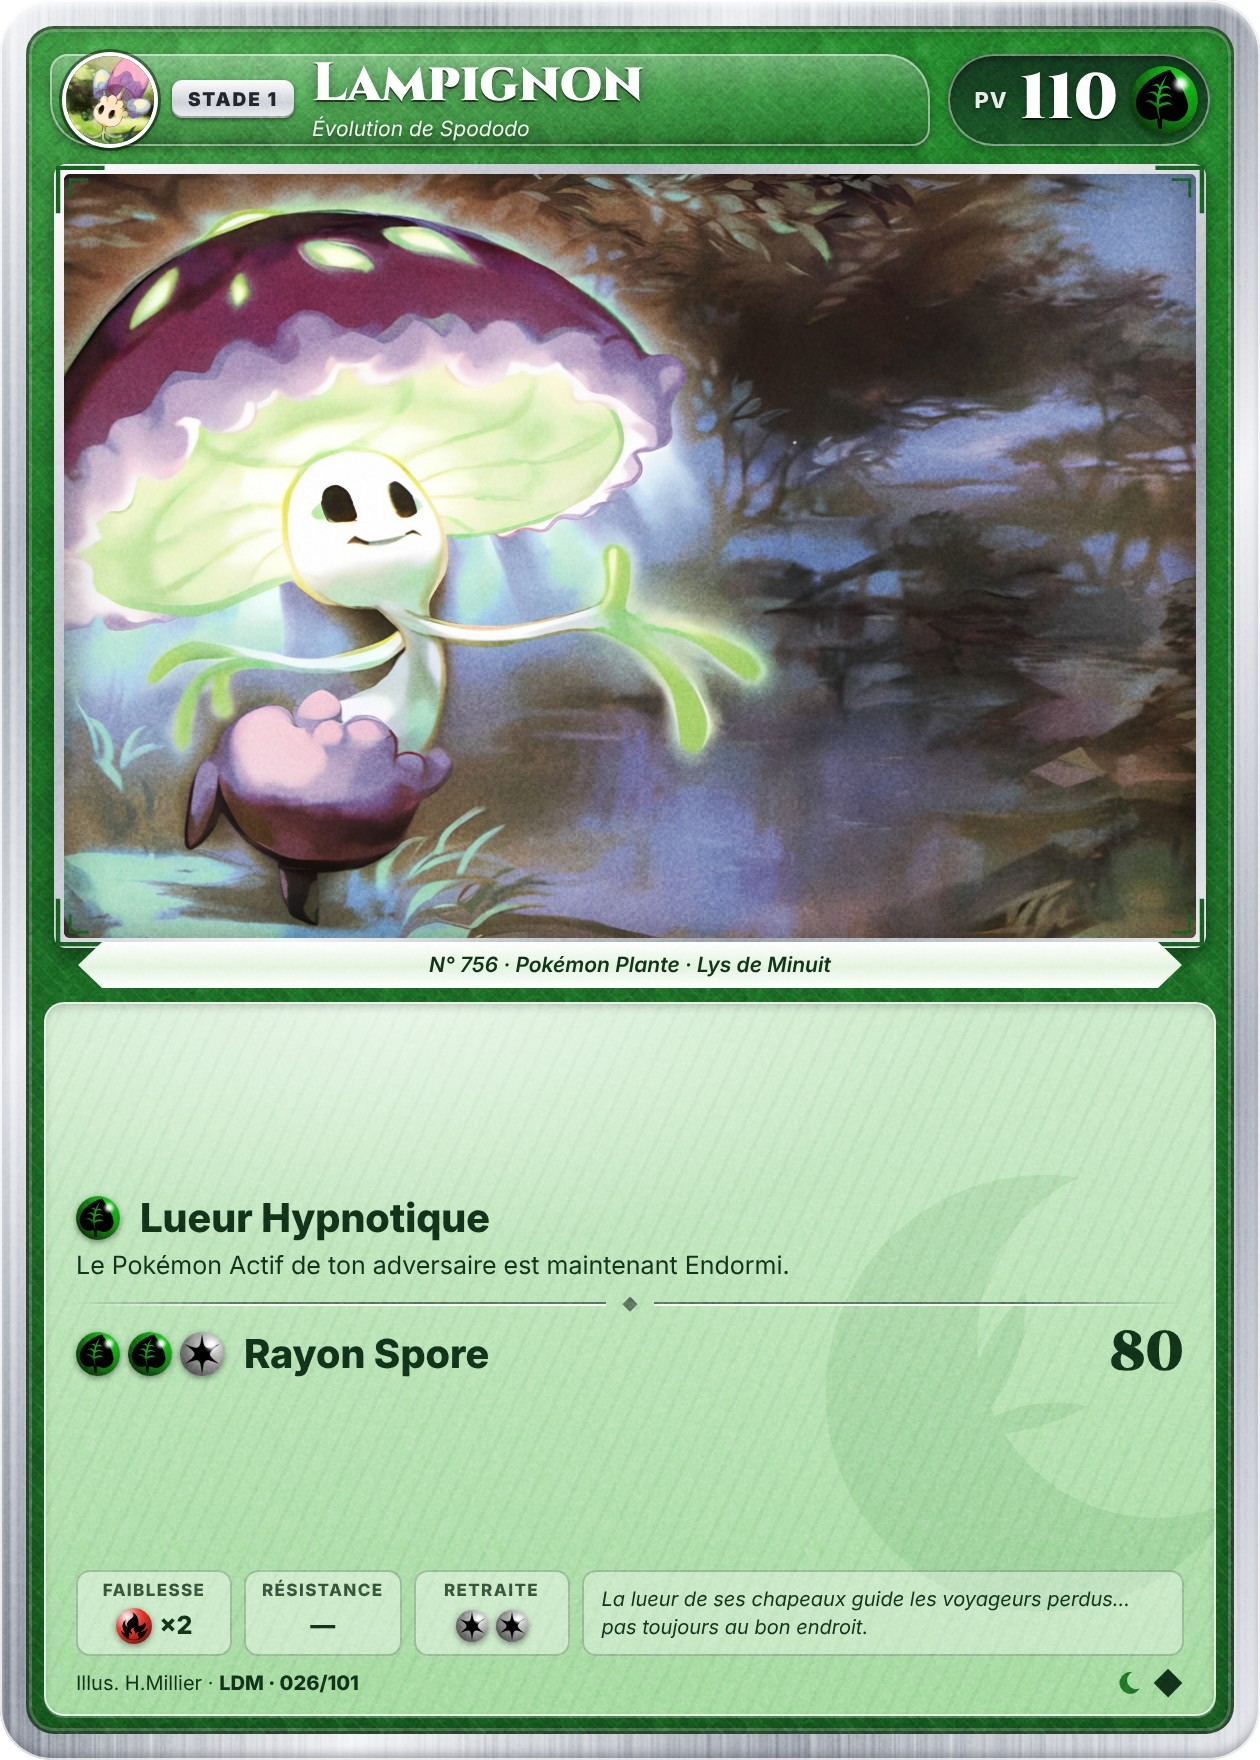 STADE 1
LAMPIGNON
Évolution de Spododo
PV 110
N° 756 · Pokémon Plante · Lys de Minuit
Lueur Hypnotique
Le Pokémon Actif de ton adversaire est maintenant Endormi.
Rayon Spore 80
FAIBLESSE
×2
RÉSISTANCE
—
RETRAITE
La lueur de ses chapeaux guide les voyageurs perdus...
pas toujours au bon endroit.
Illus. H.Millier · LDM · 026/101